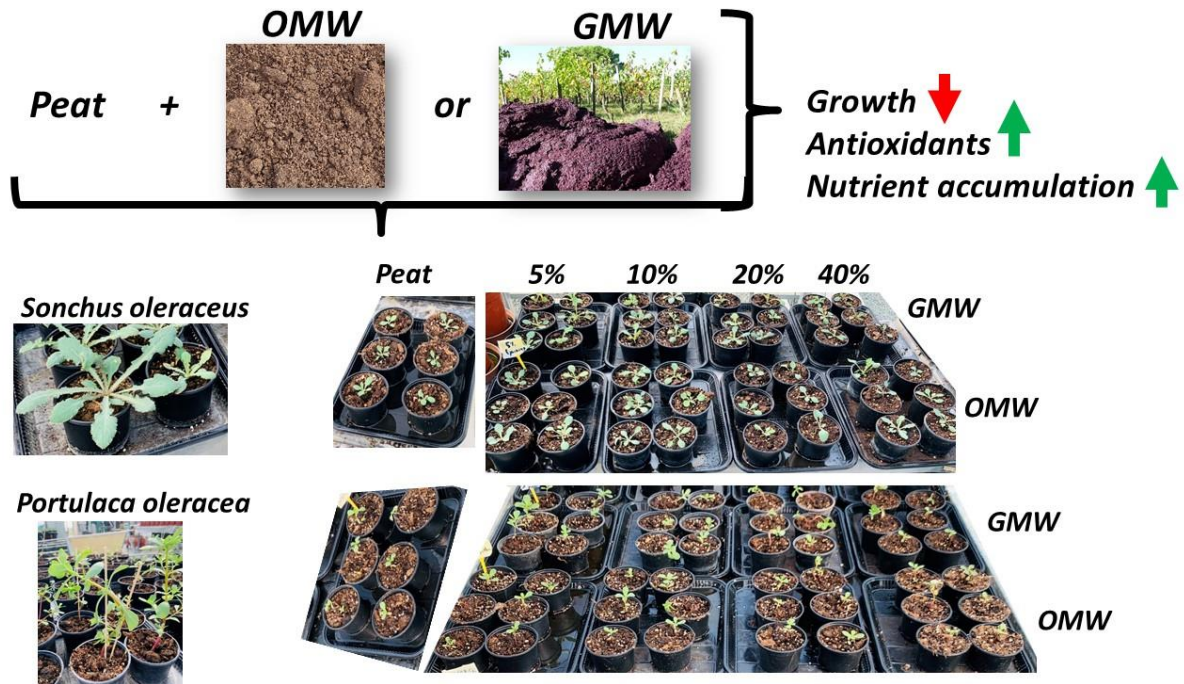 OMW
GMW
Peat + or
Growth
Antioxidants
Nutrient accumulation
Peat 5% 10% 20% 40%
Sonchus oleraceus
GMW
OMW
Portulaca oleracea
GMW
OMW